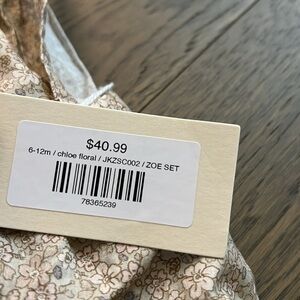 $40.99
6-12m / chloe floral / JKZSC002 / ZOE SET
78365239